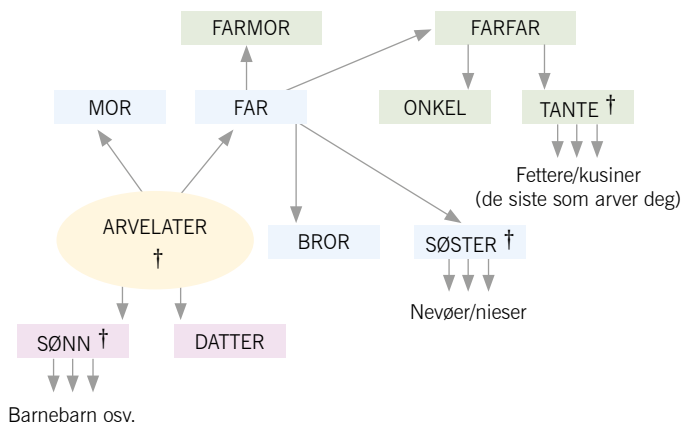 FARMOR
FARFAR
MOR
FAR
ONKEL
TANTE †
Fettere/kusiner
(de siste som arver deg)
ARVELATER
†
BROR
SØSTER †
Nevøer/nieser
SØNN †
DATTER
Barnebarn osv.